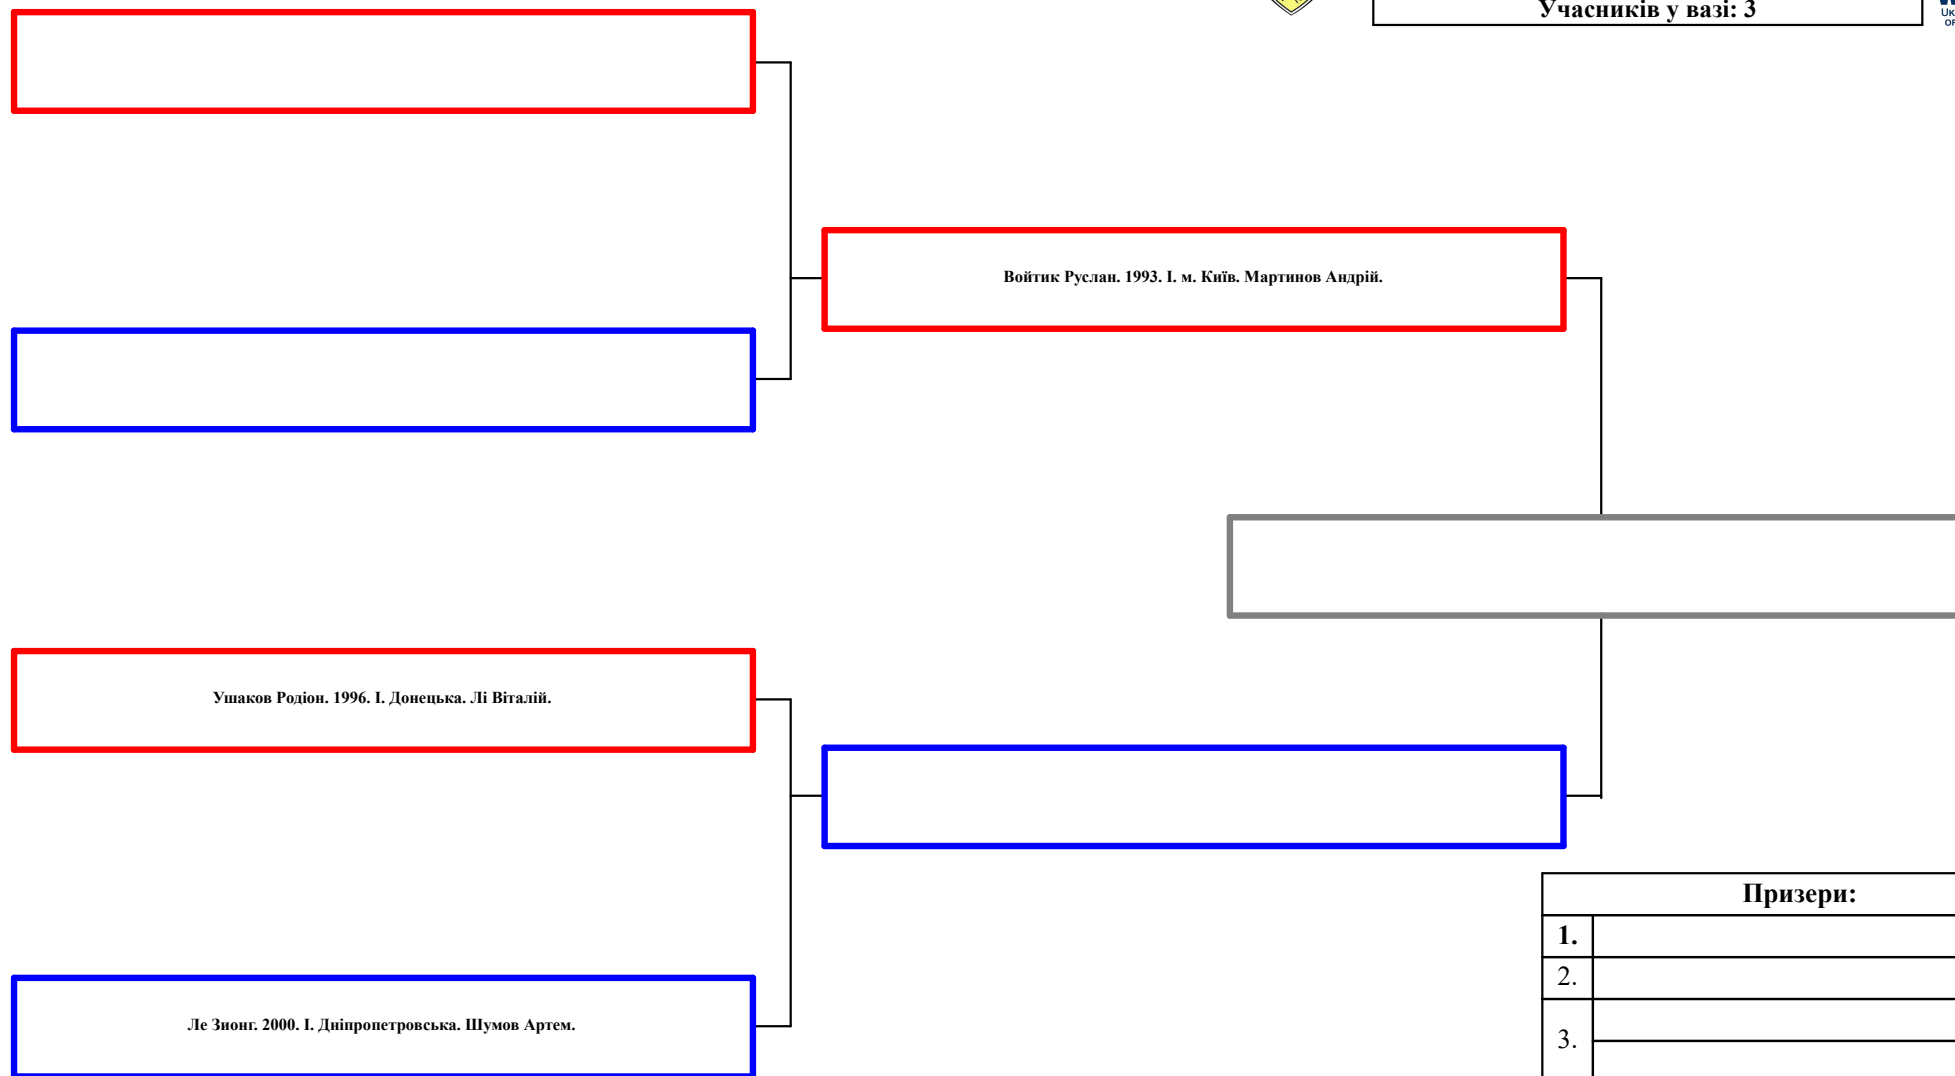 Учасників у вазі: 3
Войтик Руслан. 1993. I. м. Київ. Мартинов Андрій.
Ушаков Родіон. 1996. I. Донецька. Лі Віталій.
Ле Зионг. 2000. I. Дніпропетровська. Шумов Артем.
Призери:
1.
2.
3.